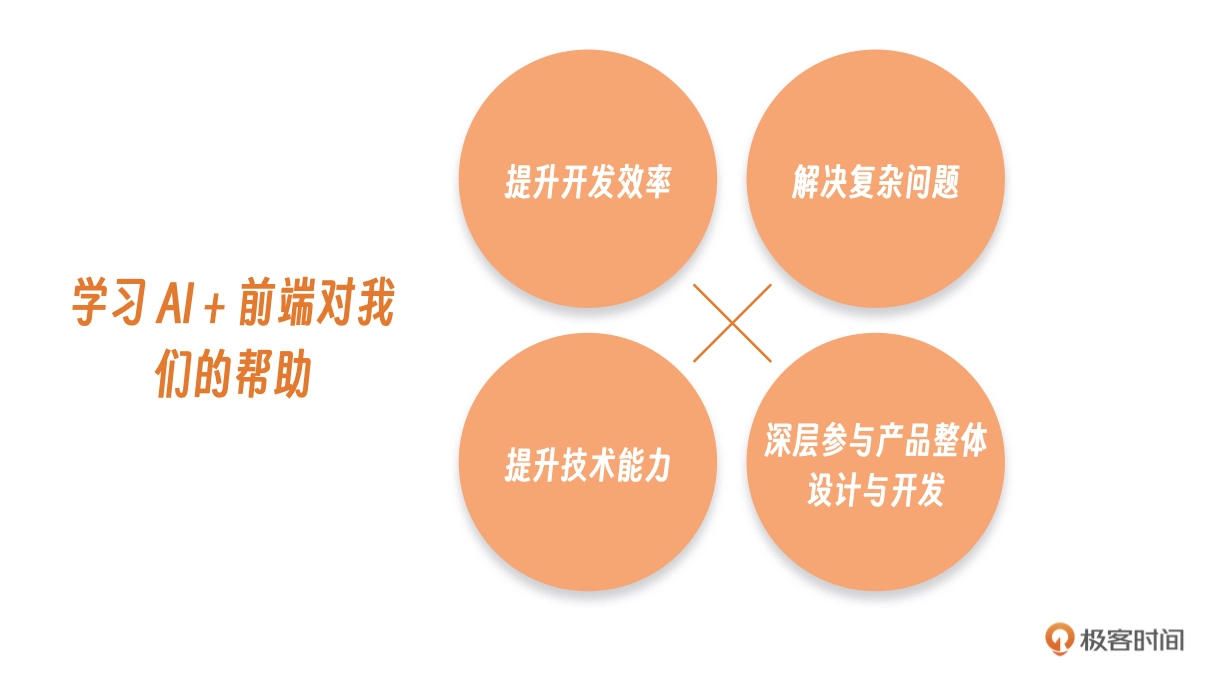 学习 AI + 前端对我
们的帮助
提升开发效率
解决复杂问题
提升技术能力
深层参与产品整体
设计与开发
极客时间